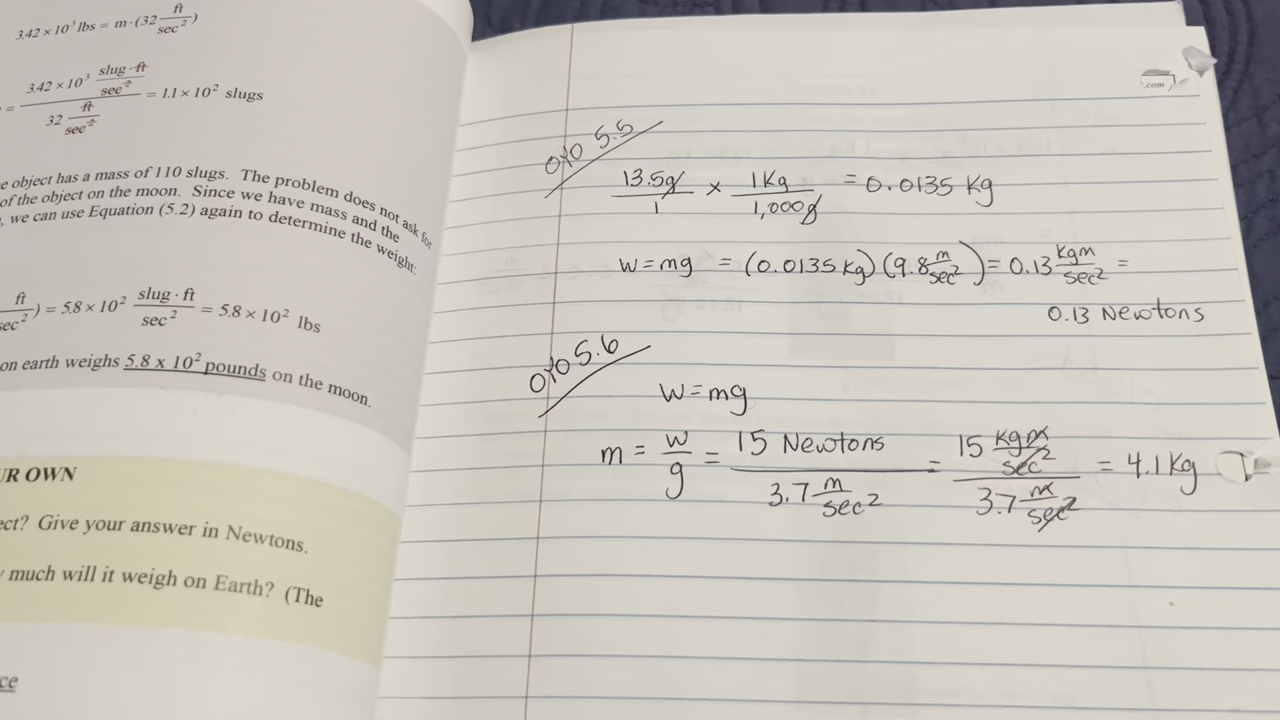 3.42 × 10³ lbs = m·(32 ft/sec²)
= 3.42 × 10³ slug·ft/sec² / 32 ft/sec² = 1.1 × 10² slugs
object has a mass of 110 slugs. The problem does not ask for
of the object on the moon. Since we have mass and the
, we can use Equation (5.2) again to determine the weight:
ft/sec²) = 5.8 × 10² slug·ft/sec² = 5.8 × 10² lbs
on earth weighs 5.8 x 10² pounds on the moon.
UR OWN
ect? Give your answer in Newtons.
much will it weigh on Earth? (The
ce
.com
OYO 5.5
13.5g/1 × 1Kg/1,000g = 0.0135 Kg
W=mg = (0.0135 Kg)(9.8 m/sec²) = 0.13 Kgm/sec² =
0.13 Newtons
OYO 5.6
W=mg
m = W/g = 15 Newtons / 3.7 m/sec² = 15 Kgm/sec² / 3.7 m/sec² = 4.1Kg